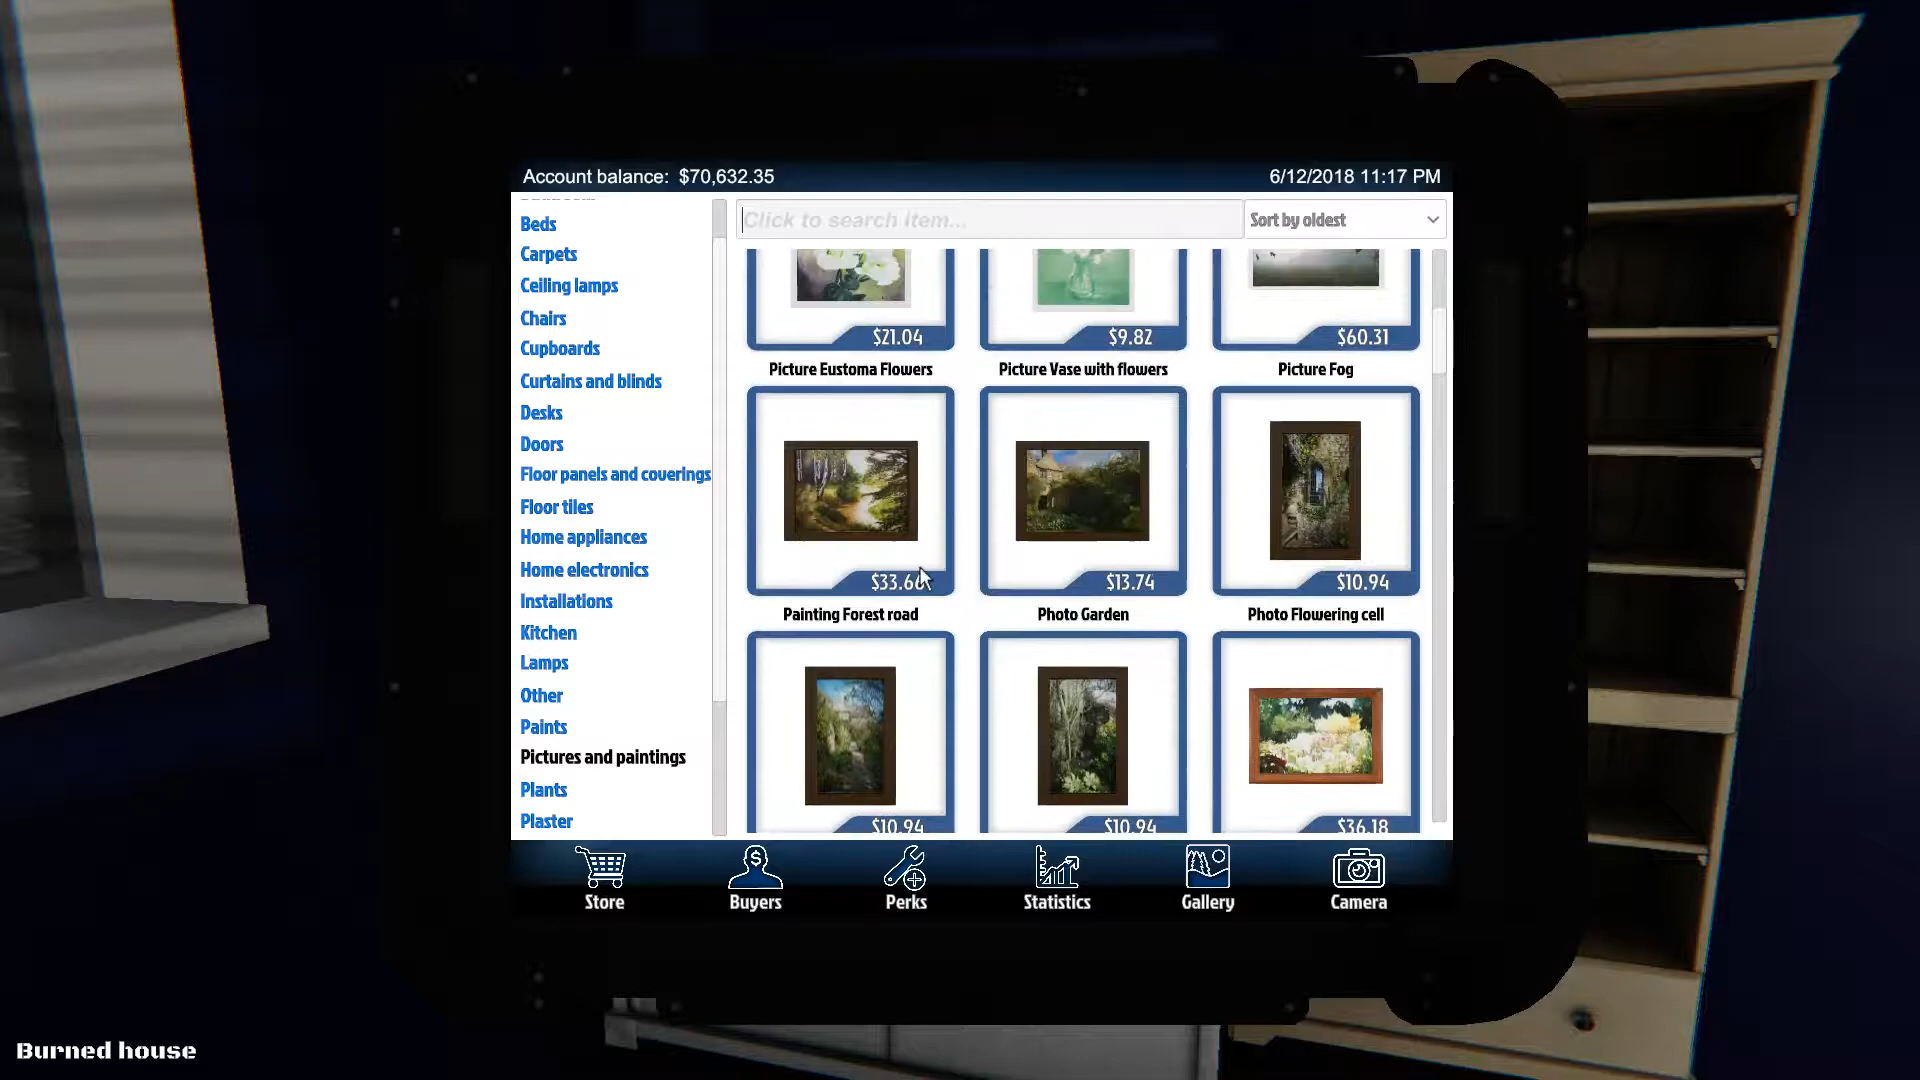 Account balance: $70,632.35
6/12/2018 11:17 PM
Click to search item...
Sort by oldest
Beds
Carpets
Ceiling lamps
Chairs
Cupboards
Curtains and blinds
Desks
Doors
Floor panels and coverings
Floor tiles
Home appliances
Home electronics
Installations
Kitchen
Lamps
Other
Paints
Pictures and paintings
Plants
Plaster
$21.04
$9.82
$60.31
Picture Eustoma Flowers
Picture Vase with flowers
Picture Fog
$13.74
$10.94
Painting Forest road
Photo Garden
Photo Flowering cell
$10.94
$10.94
$36.18
Store
Buyers
Perks
Statistics
Gallery
Camera
Burned house